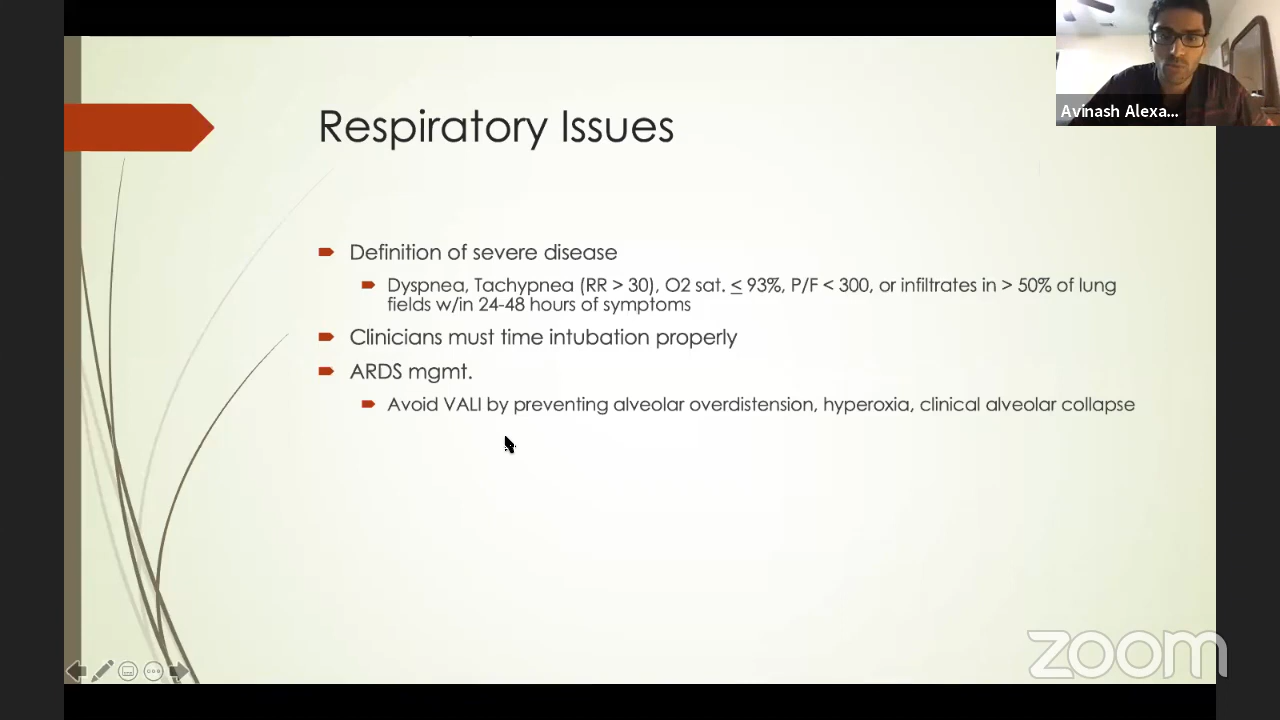 Respiratory Issues
Avinash Alexa...
Definition of severe disease
Dyspnea, Tachypnea (RR > 30), O2 sat. ≤ 93%, P/F < 300, or infiltrates in > 50% of lung
fields w/in 24-48 hours of symptoms
Clinicians must time intubation properly
ARDS mgmt.
Avoid VALI by preventing alveolar overdistension, hyperoxia, clinical alveolar collapse
zoom